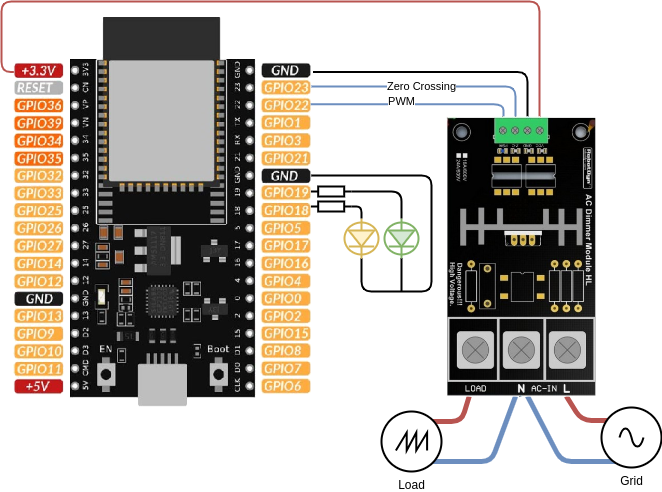 +3.3V
RESET
GPIO36
GPIO39
GPIO34
GPIO35
GPIO32
GPIO33
GPIO25
GPIO26
GPIO27
GPIO14
GPIO12
GND
GPIO13
GPIO9
GPIO10
GPIO11
+5V
3V3
CN
VP
VN
34
35
32
33
25
26
27
14
12
GND
13
D2
D3
CMD
5V
EN
Boot
GND
23
22
TX
RX
21
GND
19
18
5
17
16
4
0
2
15
D1
D0
CLK
GND
GPIO23
GPIO22
GPIO1
GPIO3
GPIO21
GND
GPIO19
GPIO18
GPIO5
GPIO17
GPIO16
GPIO4
GPIO0
GPIO2
GPIO15
GPIO8
GPIO7
GPIO6
Zero Crossing
PWM
AC Dimmer Module HL
Dangerous!!!
High Voltage.
LOAD
N AC-IN L
Load
Grid